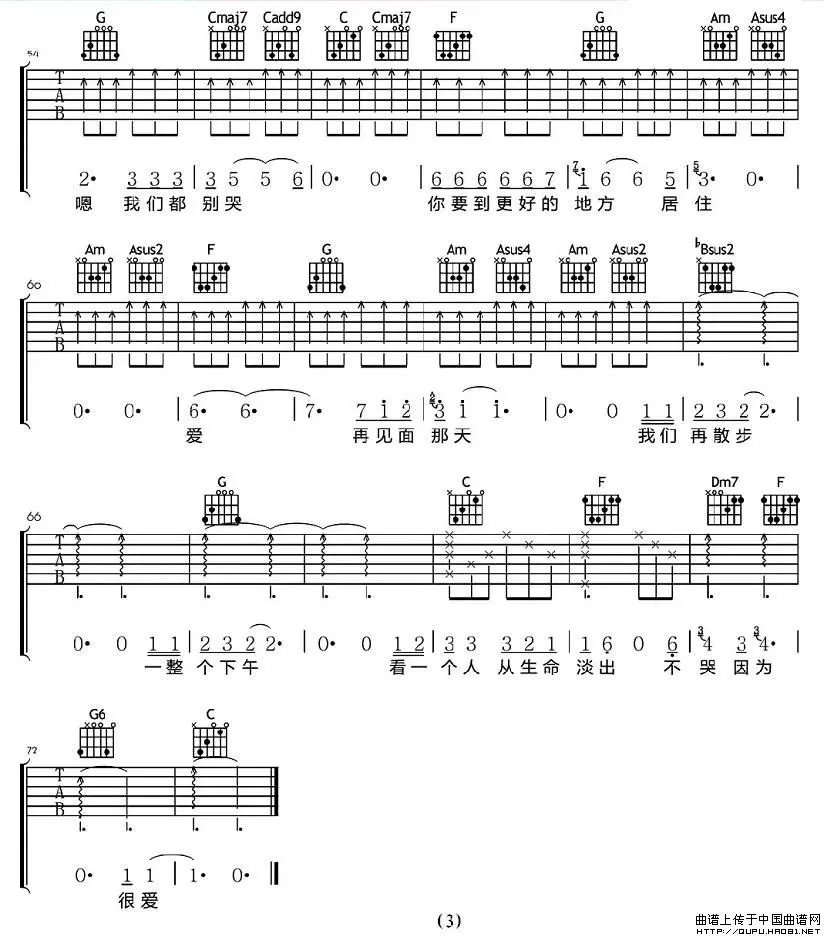 G Cmaj7 Cadd9 C Cmaj7 F G Am Asus4
54
T
A
B
2· 3 3 3 | 3 5 5 6 | 0· 0· | 6 6 6 6 6 7 | 7 1 6 6 5 | 5 3· 0· |
嗯 我们都 别哭 你要到更好的 地方 居住
Am Asus2 F G Am Asus4 Am Asus2 ♭Bsus2
60
T
A
B
0· 0· | 6· 6· | 7· 7 1 2 | 2 3 1 1· | 0· 0 1 1 | 2 3 2 2· |
爱 再见面 那天 我们 再散步
G C F Dm7 F
66
T
A
B
0· 0 1 1 | 2 3 2 2· | 0· 0 1 2 | 3 3 3 2 1 | 1 6 0 6 | 3 4 3 3 4· |
一整 个下午 看一 个人 从生命 淡出 不 哭因为
G6 C
72
T
A
B
0· 1 1 | 1· 0·
很爱
(3)
曲谱上传于中国曲谱网
HTTP://QUPU.HAO81.NET